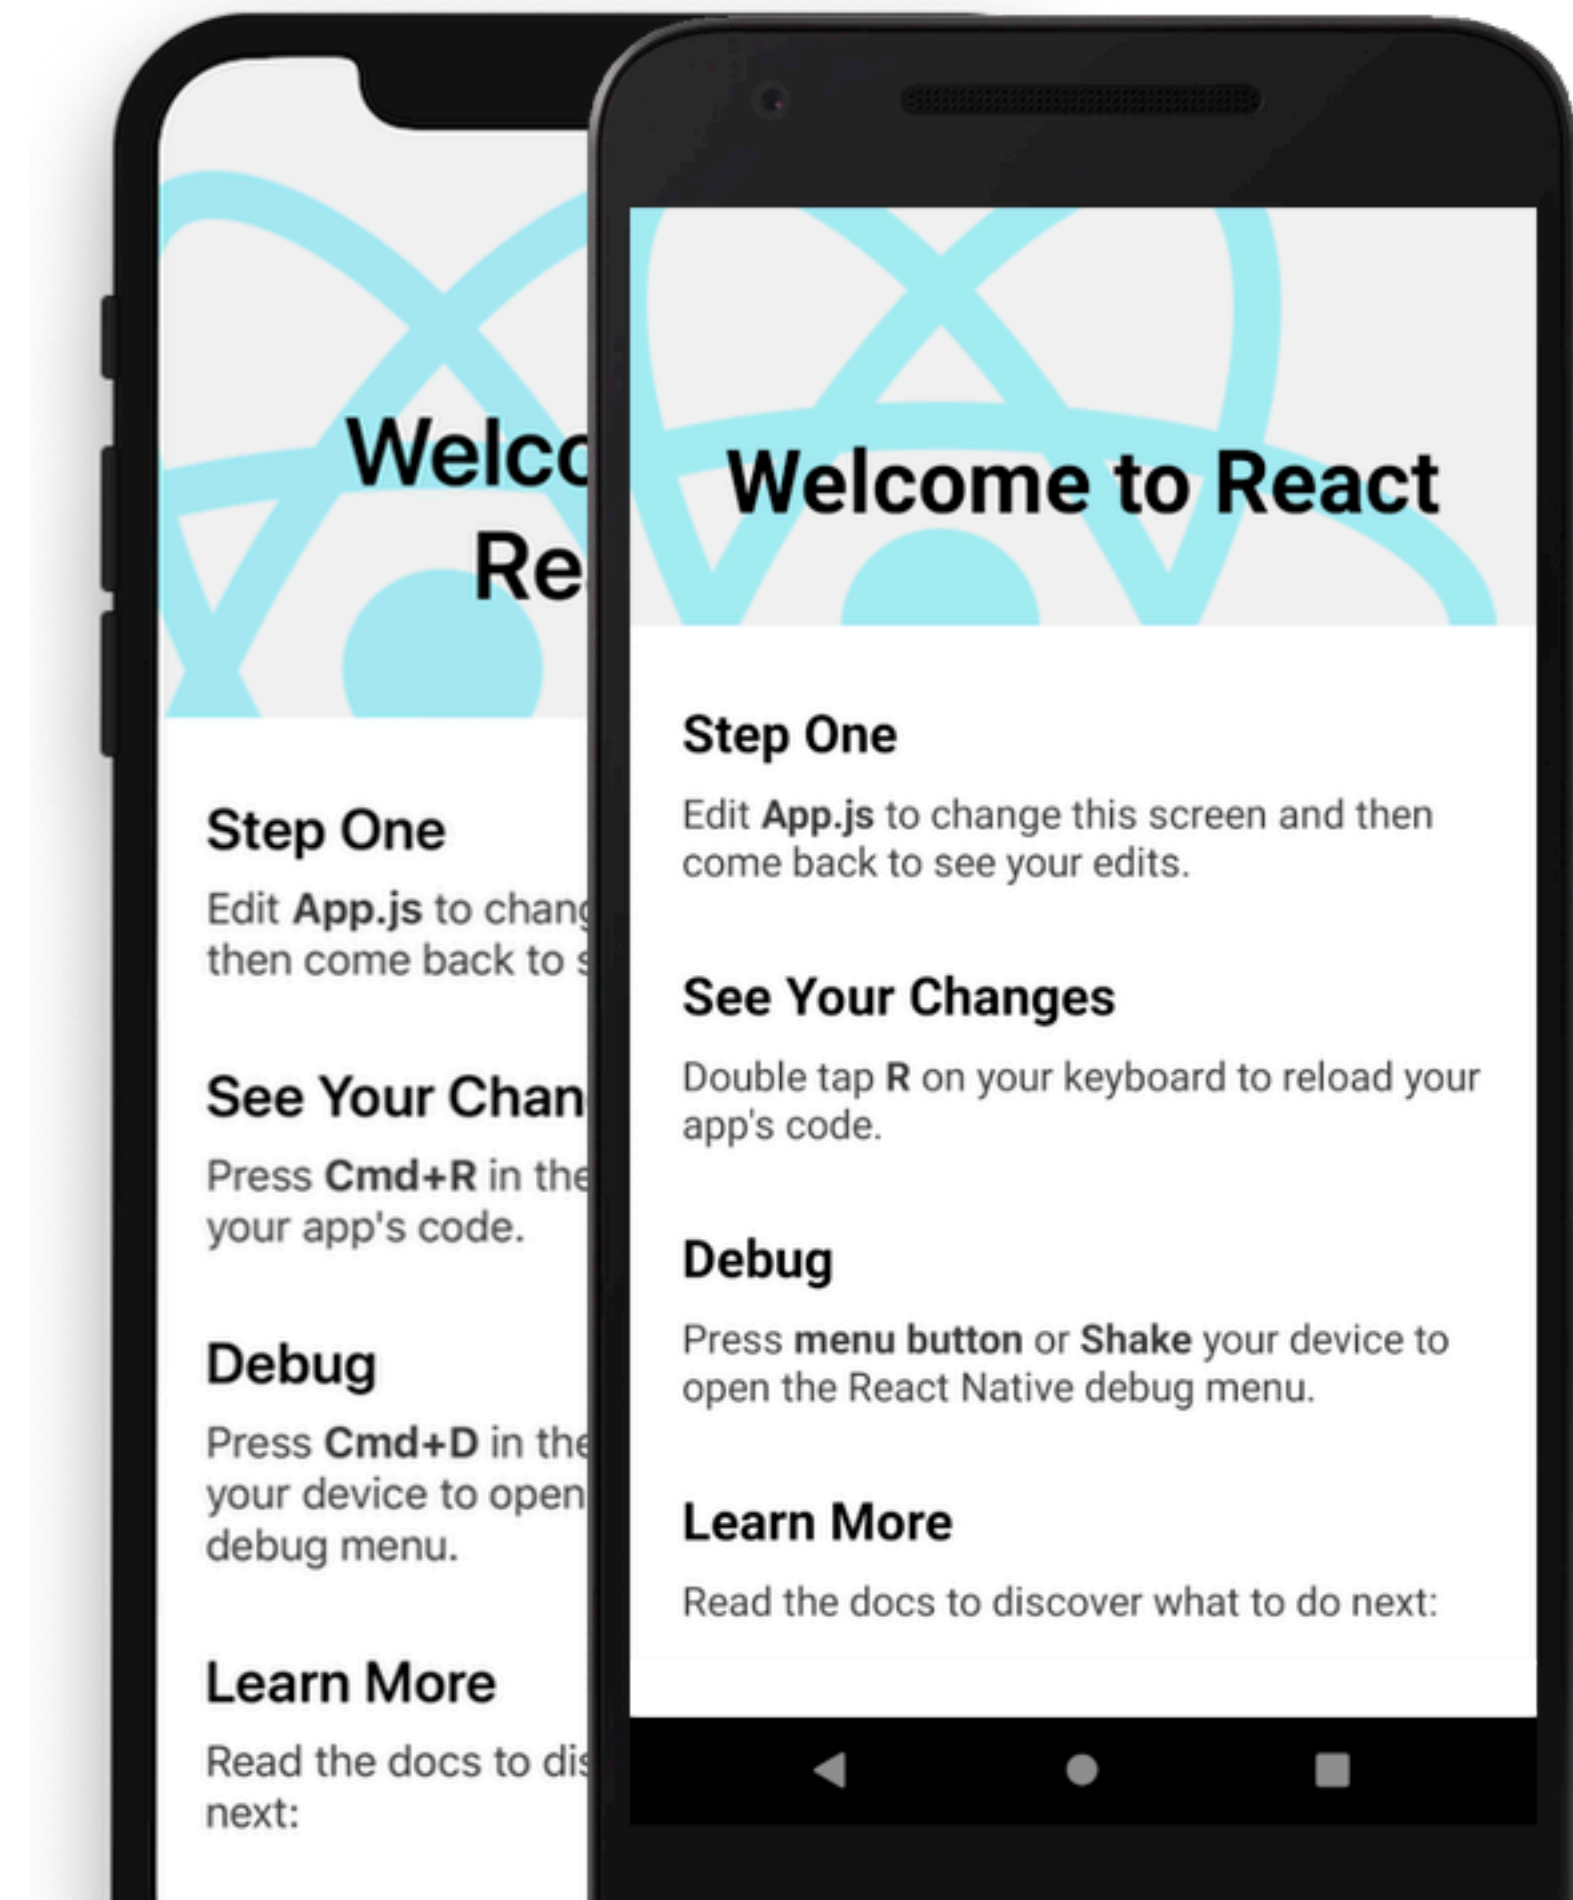 Welco
Re
Step One
Edit App.js to chang
then come back to s
See Your Chan
Press Cmd+R in the
your app's code.
Debug
Press Cmd+D in the
your device to open
debug menu.
Learn More
Read the docs to dis
next:
Welcome to React
Step One
Edit App.js to change this screen and then
come back to see your edits.
See Your Changes
Double tap R on your keyboard to reload your
app's code.
Debug
Press menu button or Shake your device to
open the React Native debug menu.
Learn More
Read the docs to discover what to do next: